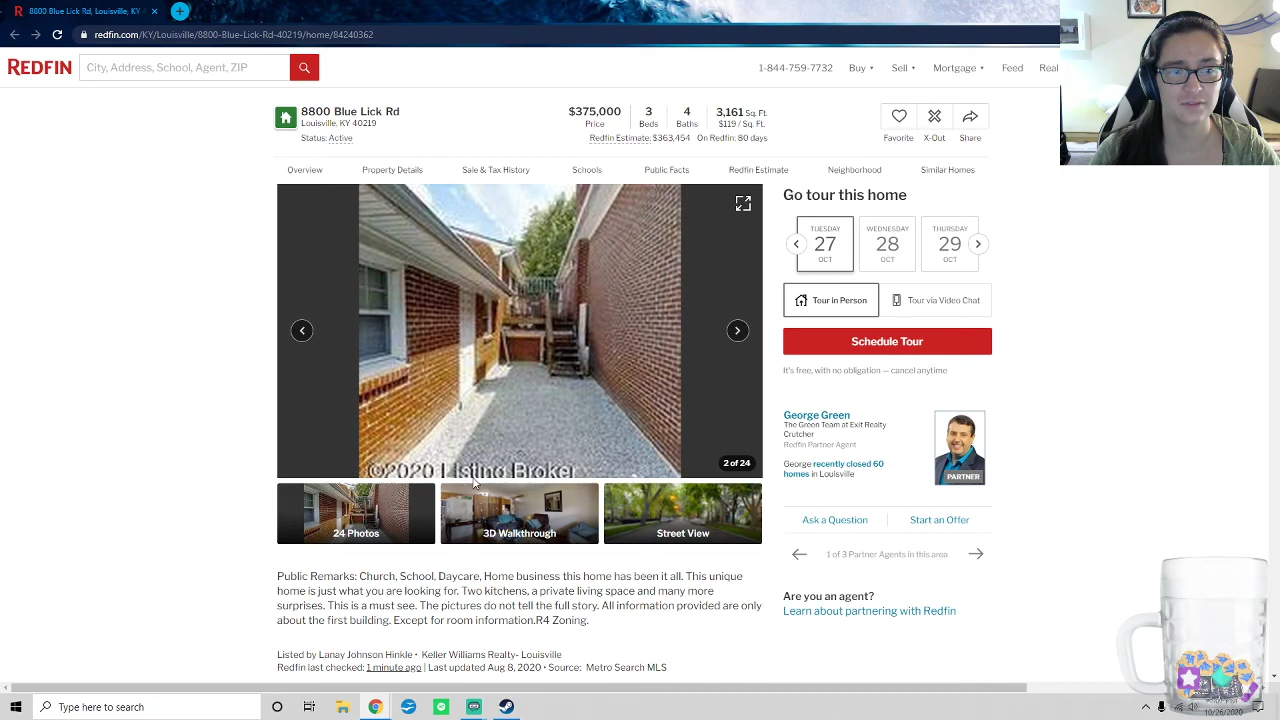 8800 Blue Lick Rd, Louisville, KY
redfin.com/KY/Louisville/8800-Blue-Lick-Rd-40219/home/84240393
REDFIN
City, Address, School, Agent, ZIP
1-844-759-7732
Buy
Sell
Mortgage
Feed
Real
8800 Blue Lick Rd
Louisville, KY 40219
Status: Active
$375,000
Price
3
Beds
4
Baths
3,161 Sq. Ft.
$119 / Sq. Ft.
Redfin Estimate: $363,454
On Redfin: 80 days
Favorite
X-Out
Share
Overview
Property Details
Sale & Tax History
Schools
Public Facts
Redfin Estimate
Neighborhood
Similar Homes
©2020 Listing Broker
2 of 24
24 Photos
3D Walkthrough
Street View
Go tour this home
TUESDAY
27
OCT
WEDNESDAY
28
OCT
THURSDAY
29
OCT
Tour in Person
Tour via Video Chat
Schedule Tour
It's free, with no obligation — cancel anytime
George Green
The Green Team at Exit Realty
Crutcher
Redfin Partner Agent
George recently closed 60
homes in Louisville
PARTNER
Ask a Question
Start an Offer
1 of 3 Partner Agents in this area
Are you an agent?
Learn about partnering with Redfin
Public Remarks: Church, School, Daycare, Home business this home has been it all. This unique
home is just what you are looking for. Two kitchens, a private living space and many more
surprises. This is a must see. The pictures do not tell the full story. All information provided are only
about the first building. Except for room information.R4 Zoning.
Listed by Lanay Johnson Hinkle • Keller Williams Realty- Louisville
Redfin last checked: 1 minute ago | Last updated Aug 8, 2020 • Source: Metro Search MLS
Type here to search
10/26/2020